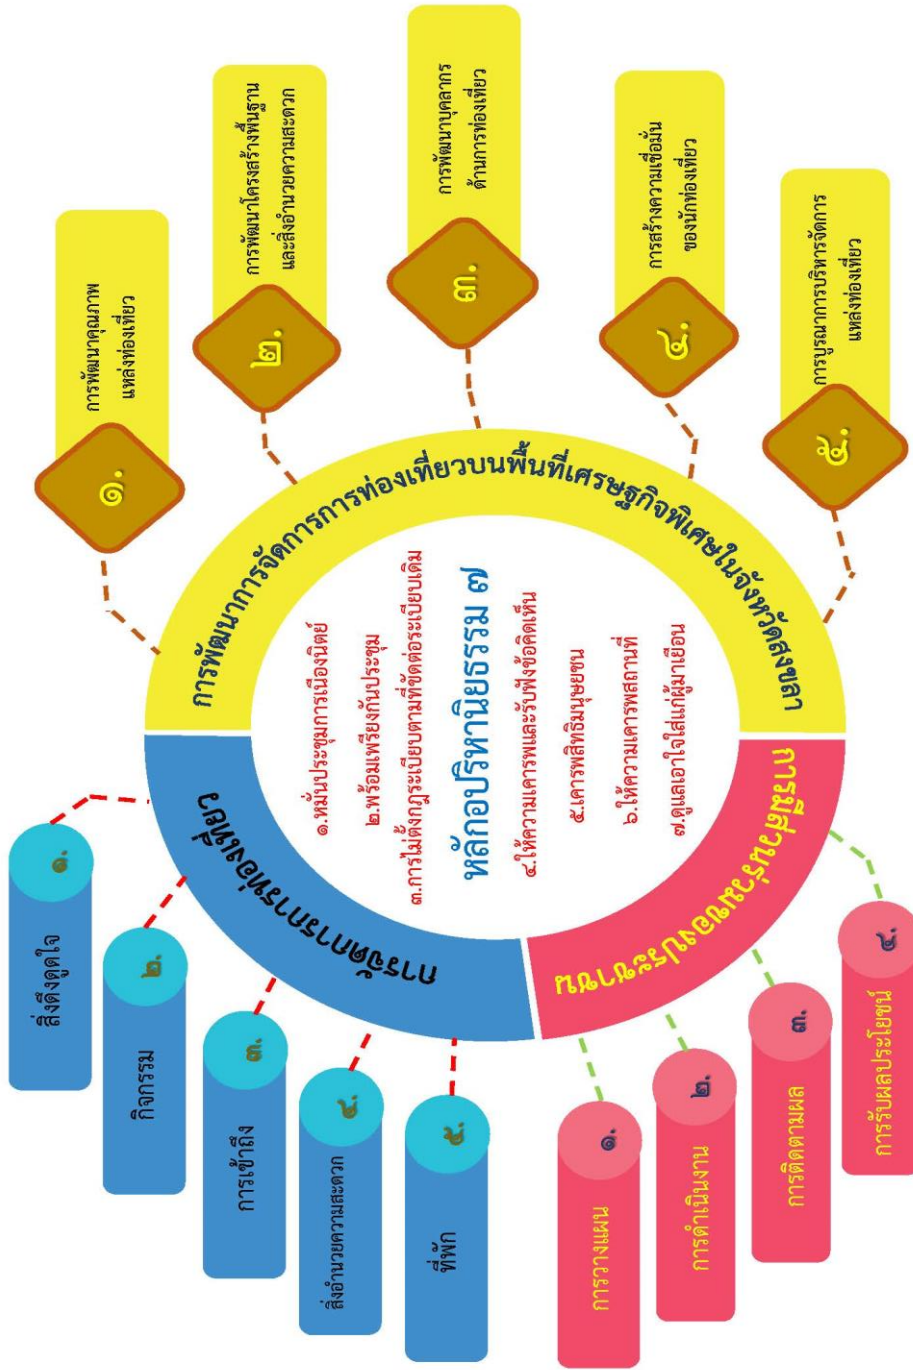 การจัดการการท่องเที่ยว
๑.
สิ่งดึงดูดใจ
๒.
กิจกรรม
๓.
การเข้าถึง
๔.
สิ่งอำนวยความสะดวก
๕.
ที่พัก
การมีส่วนร่วมของประชาชน
๑.
การวางแผน
๒.
การดำเนินงาน
๓.
การติดตามผล
๔.
การรับผลประโยชน์
๑.หมั่นประชุมการเนืองนิตย์
๒.พร้อมเพรียงกันประชุม
๓.การไม่ตั้งกฎระเบียบตามที่ขัดต่อระเบียบเดิม
หลักอปริหานิยธรรม ๗
๔.ให้ความเคารพและรับฟังข้อคิดเห็น
๕.เคารพสิทธิมนุษยชน
๖.ให้ความเคารพสถานที่
๗.ดูแลเอาใจใส่แก่ผู้มาเยือน
การพัฒนาการจัดการการท่องเที่ยวบนพื้นที่เศรษฐกิจพิเศษในจังหวัดสงขลา
๑.
การพัฒนาคุณภาพ
แหล่งท่องเที่ยว
๒.
การพัฒนาโครงสร้างพื้นฐาน
และสิ่งอำนวยความสะดวก
๓.
การพัฒนาบุคลากร
ด้านการท่องเที่ยว
๔.
การสร้างความเชื่อมั่น
ของนักท่องเที่ยว
๕.
การบูรณาการบริหารจัดการ
แหล่งท่องเที่ยว